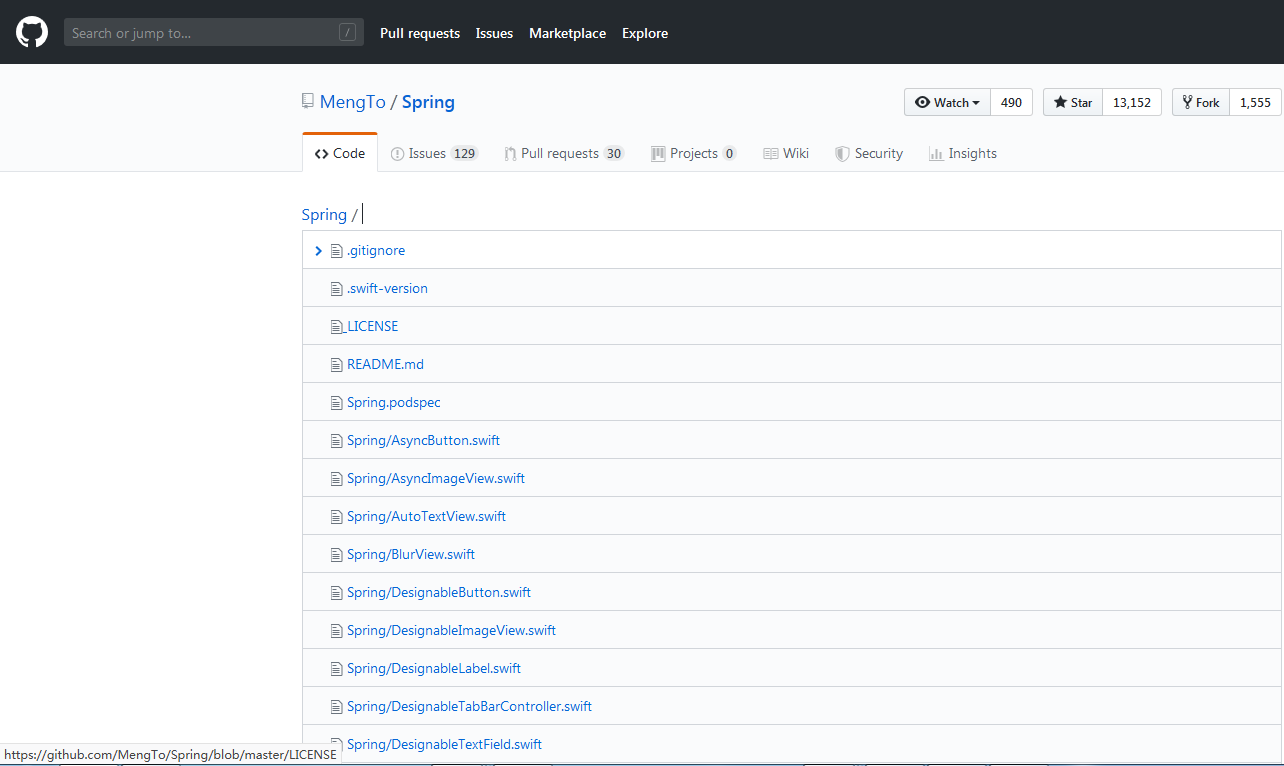 Search or jump to... /
Pull requests Issues Marketplace Explore
MengTo / Spring
Watch 490 Star 13,152 Fork 1,555
Code Issues 129 Pull requests 30 Projects 0 Wiki Security Insights
Spring /
.gitignore
.swift-version
LICENSE
README.md
Spring.podspec
Spring/AsyncButton.swift
Spring/AsyncImageView.swift
Spring/AutoTextView.swift
Spring/BlurView.swift
Spring/DesignableButton.swift
Spring/DesignableImageView.swift
Spring/DesignableLabel.swift
Spring/DesignableTabBarController.swift
Spring/DesignableTextField.swift
https://github.com/MengTo/Spring/blob/master/LICENSE